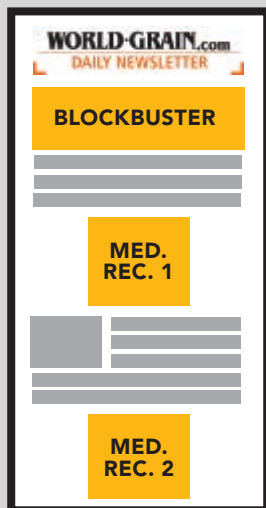 WORLD-GRAIN.com
DAILY NEWSLETTER
BLOCKBUSTER
MED.
REC. 1
MED.
REC. 2